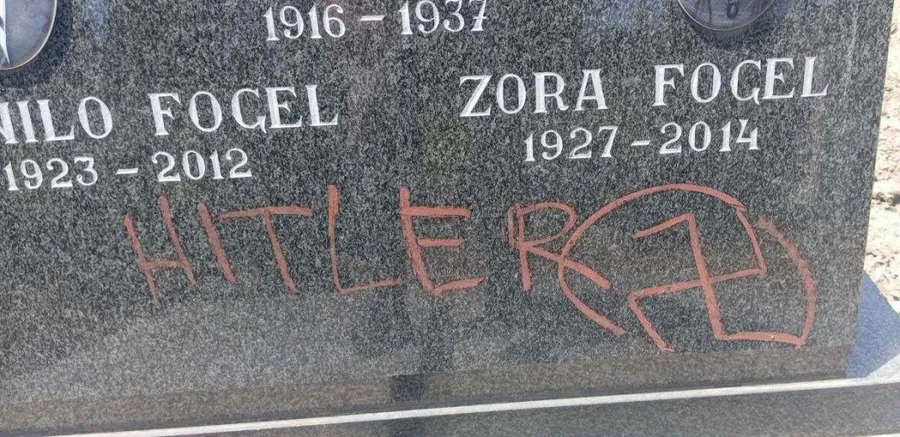 1916 - 1937
NILO FOGEL
1923 - 2012
ZORA FOGEL
1927 - 2014
HITLER